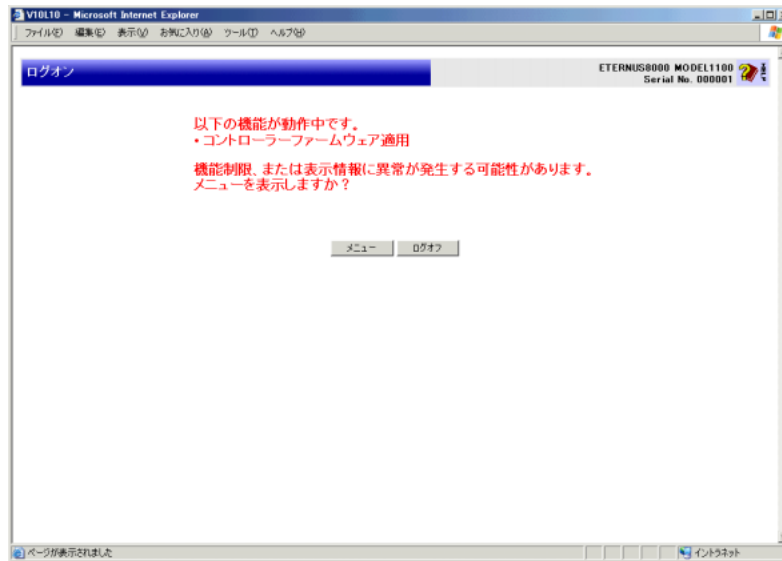 V10L10 - Microsoft Internet Explorer
ファイル(F) 編集(E) 表示(V) お気に入り(A) ツール(T) ヘルプ(H)
ログオン
ETERNUS8000 MODEL1100
Serial No. 000001
以下の機能が動作中です。
・コントローラーファームウェア適用
機能制限、または表示情報に異常が発生する可能性があります。
メニューを表示しますか？
メニュー ログオフ
ページが表示されました
イントラネット